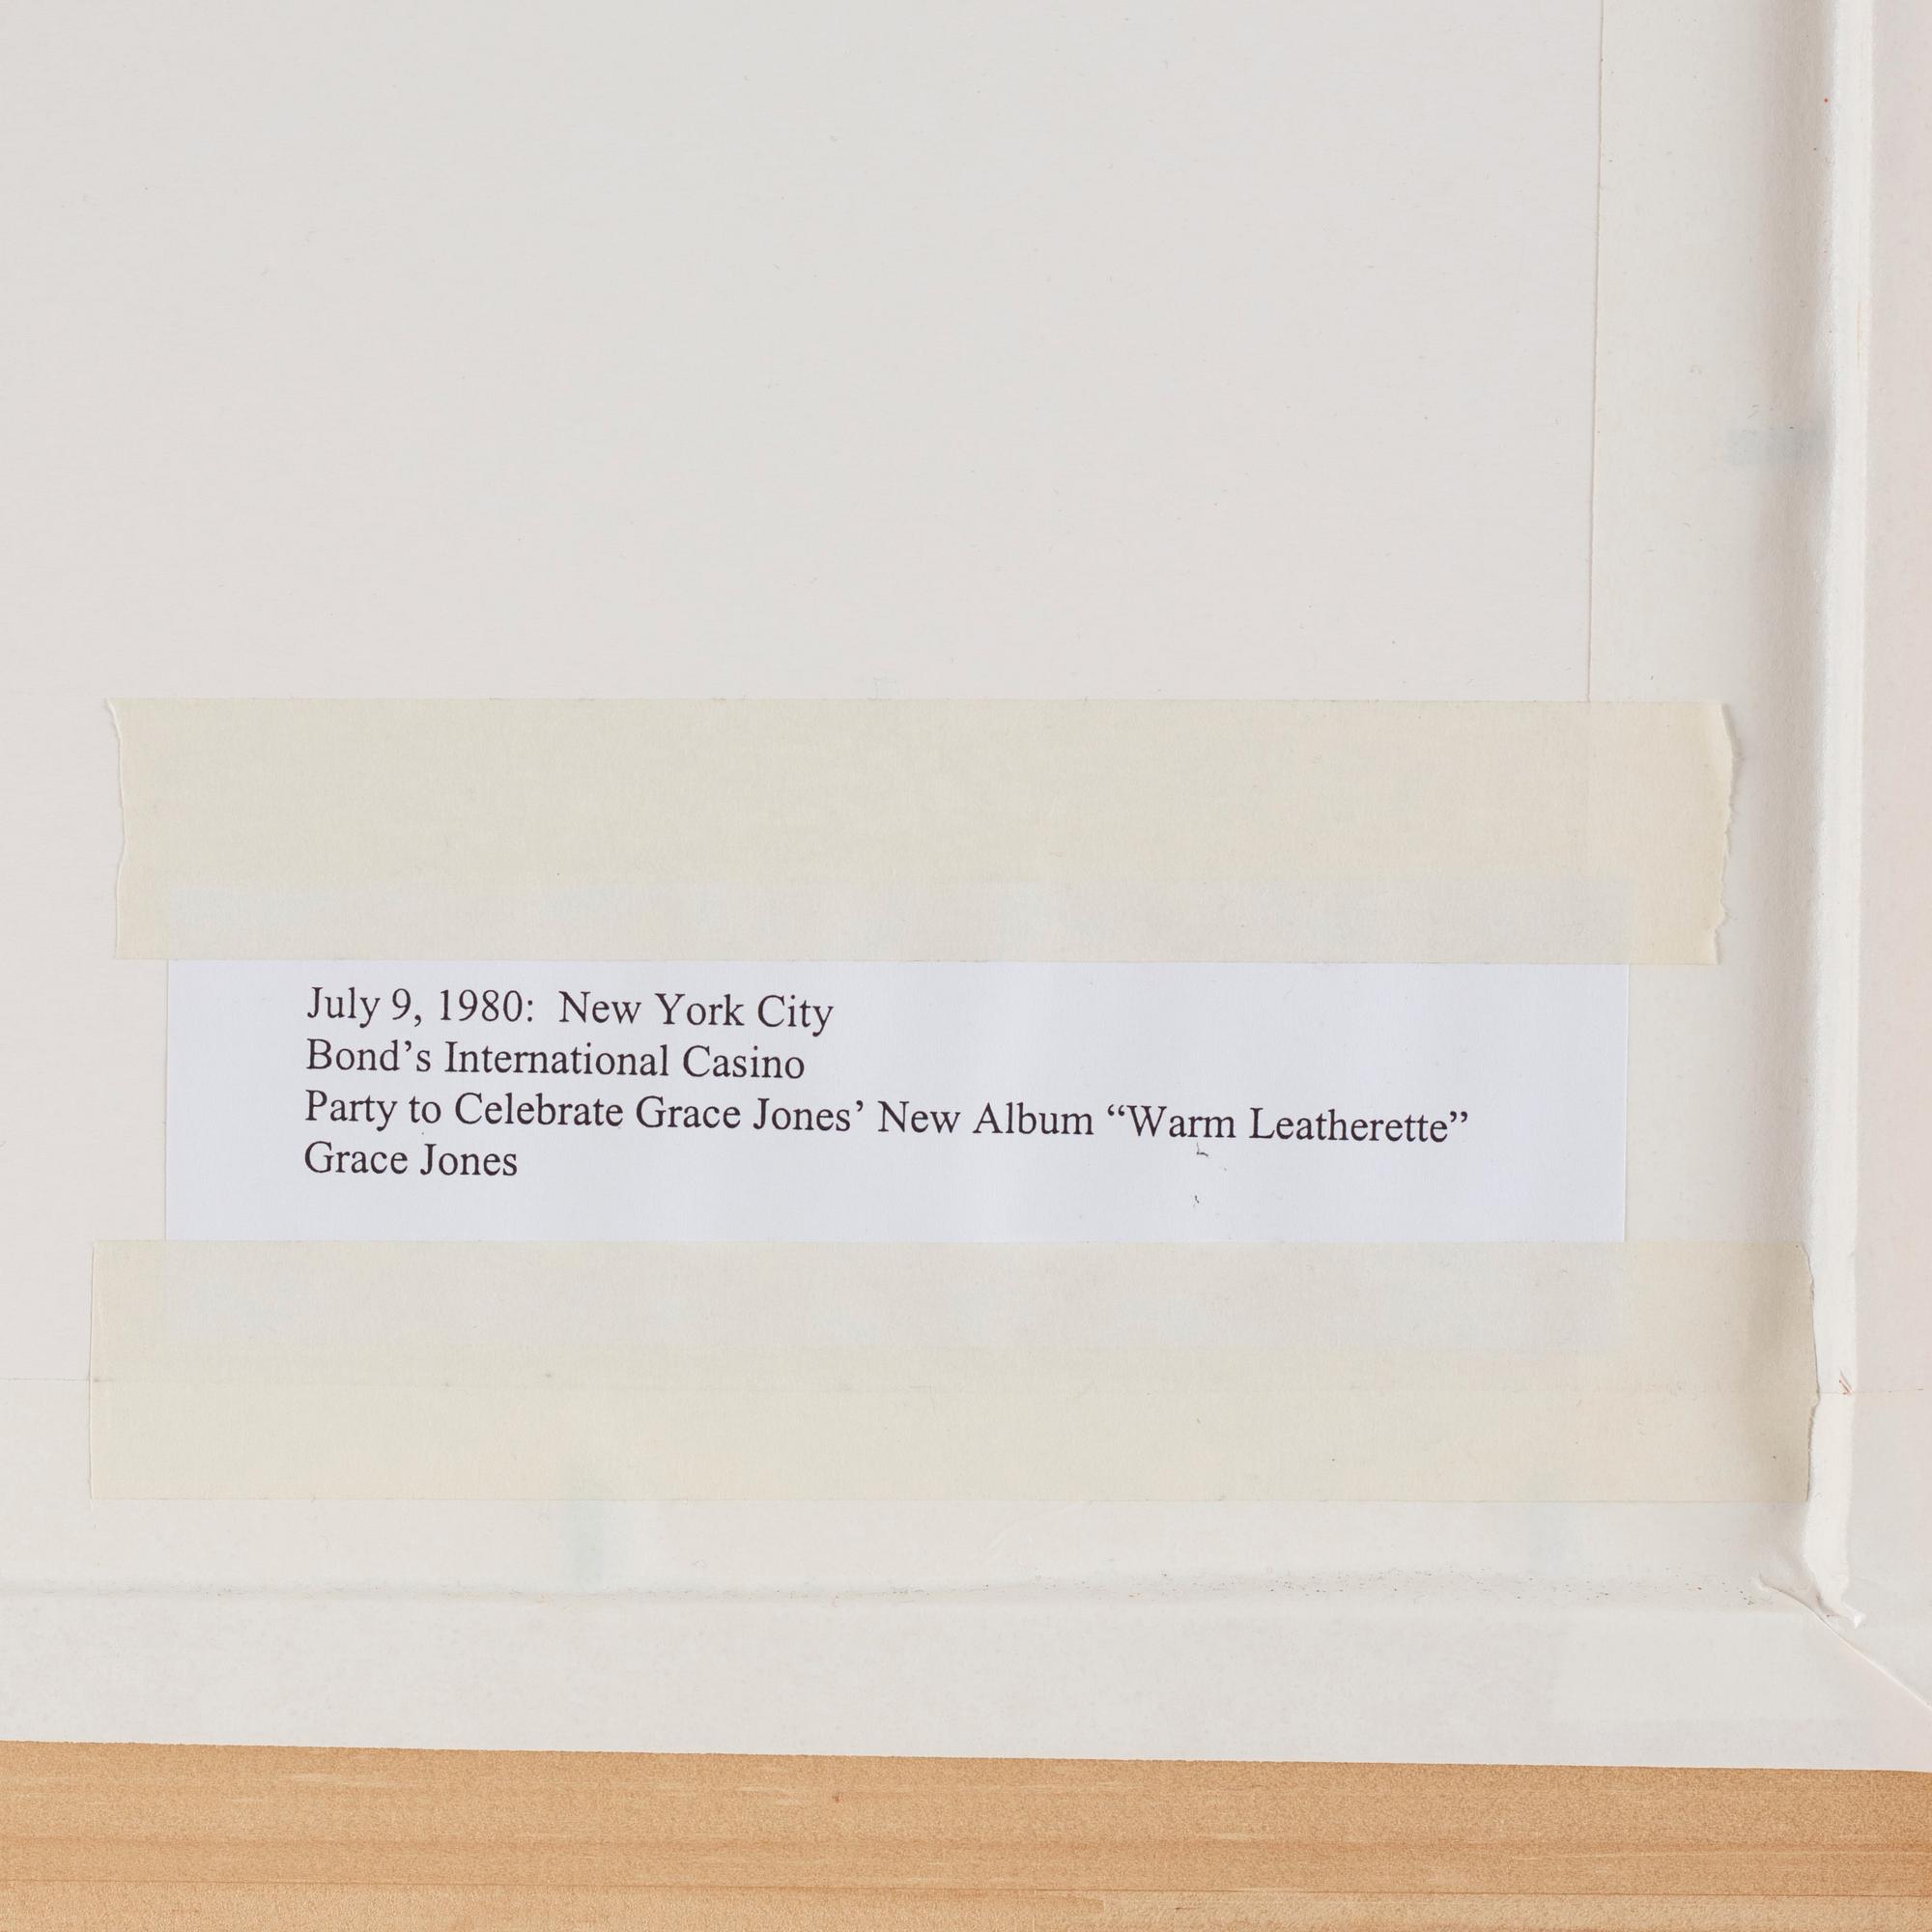 July 9, 1980:  New York City
Bond’s International Casino
Party to Celebrate Grace Jones’ New Album “Warm Leatherette”
Grace Jones